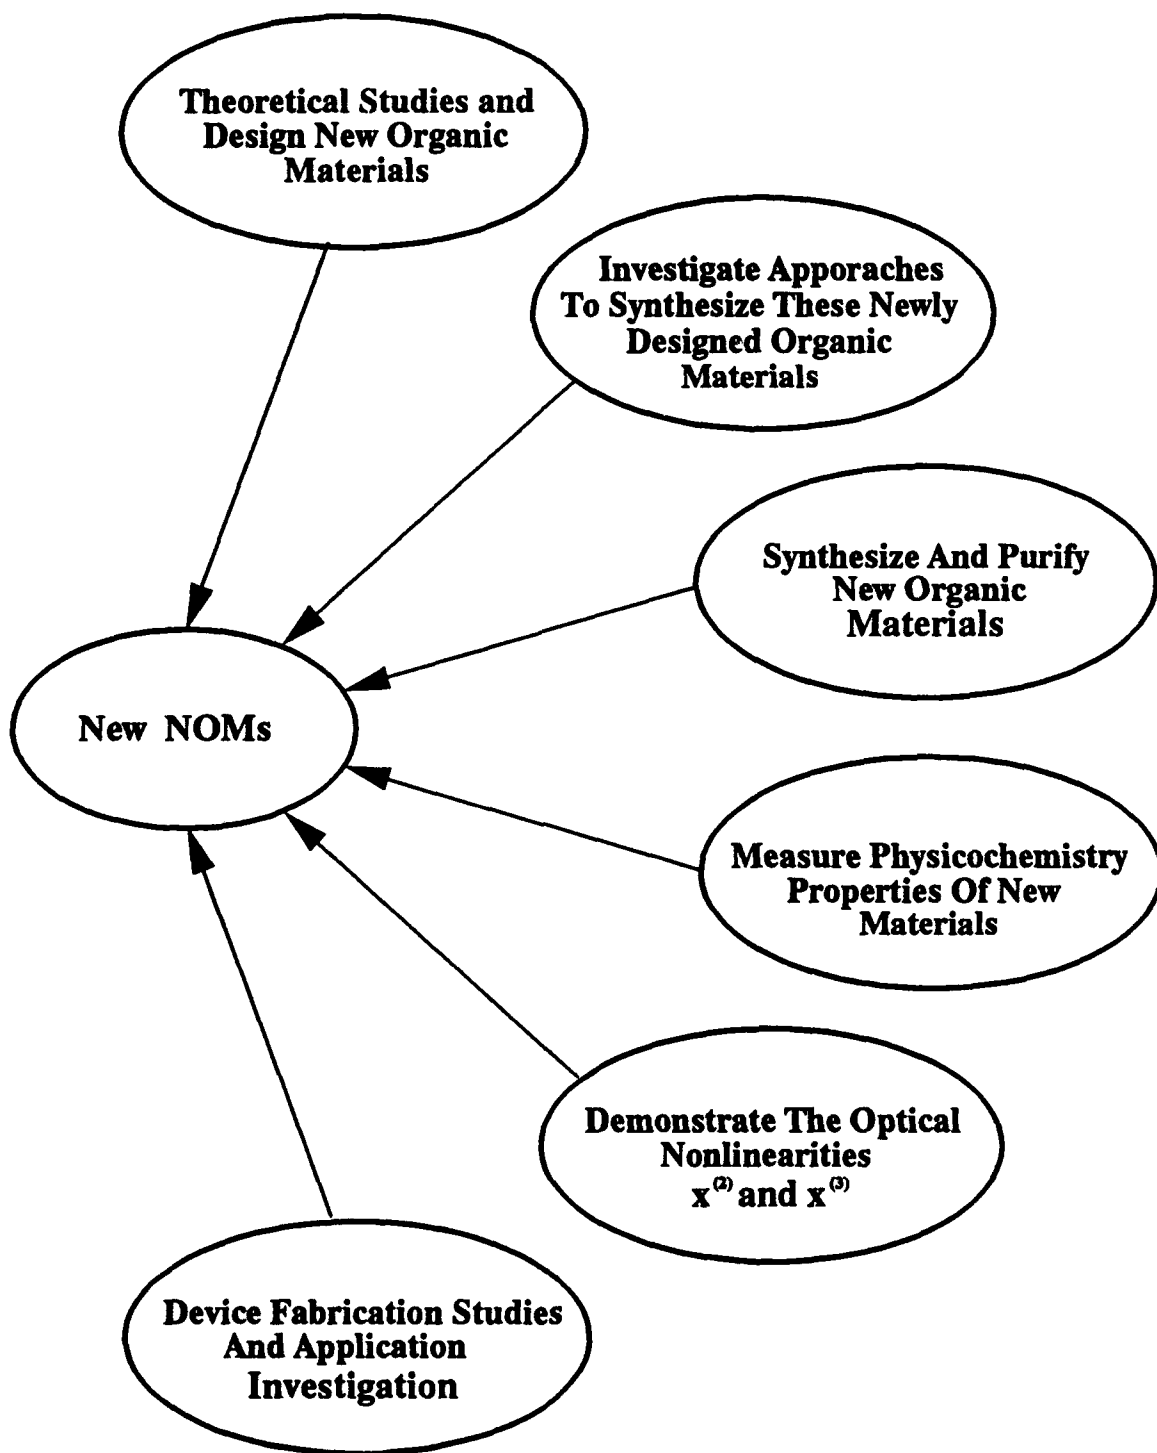 Theoretical Studies and
Design New Organic
Materials
Investigate Apporaches
To Synthesize These Newly
Designed Organic
Materials
Synthesize And Purify
New Organic
Materials
New NOMs
Measure Physicochemistry
Properties Of New
Materials
Demonstrate The Optical
Nonlinearities
x⁽²⁾ and x⁽³⁾
Device Fabrication Studies
And Application
Investigation